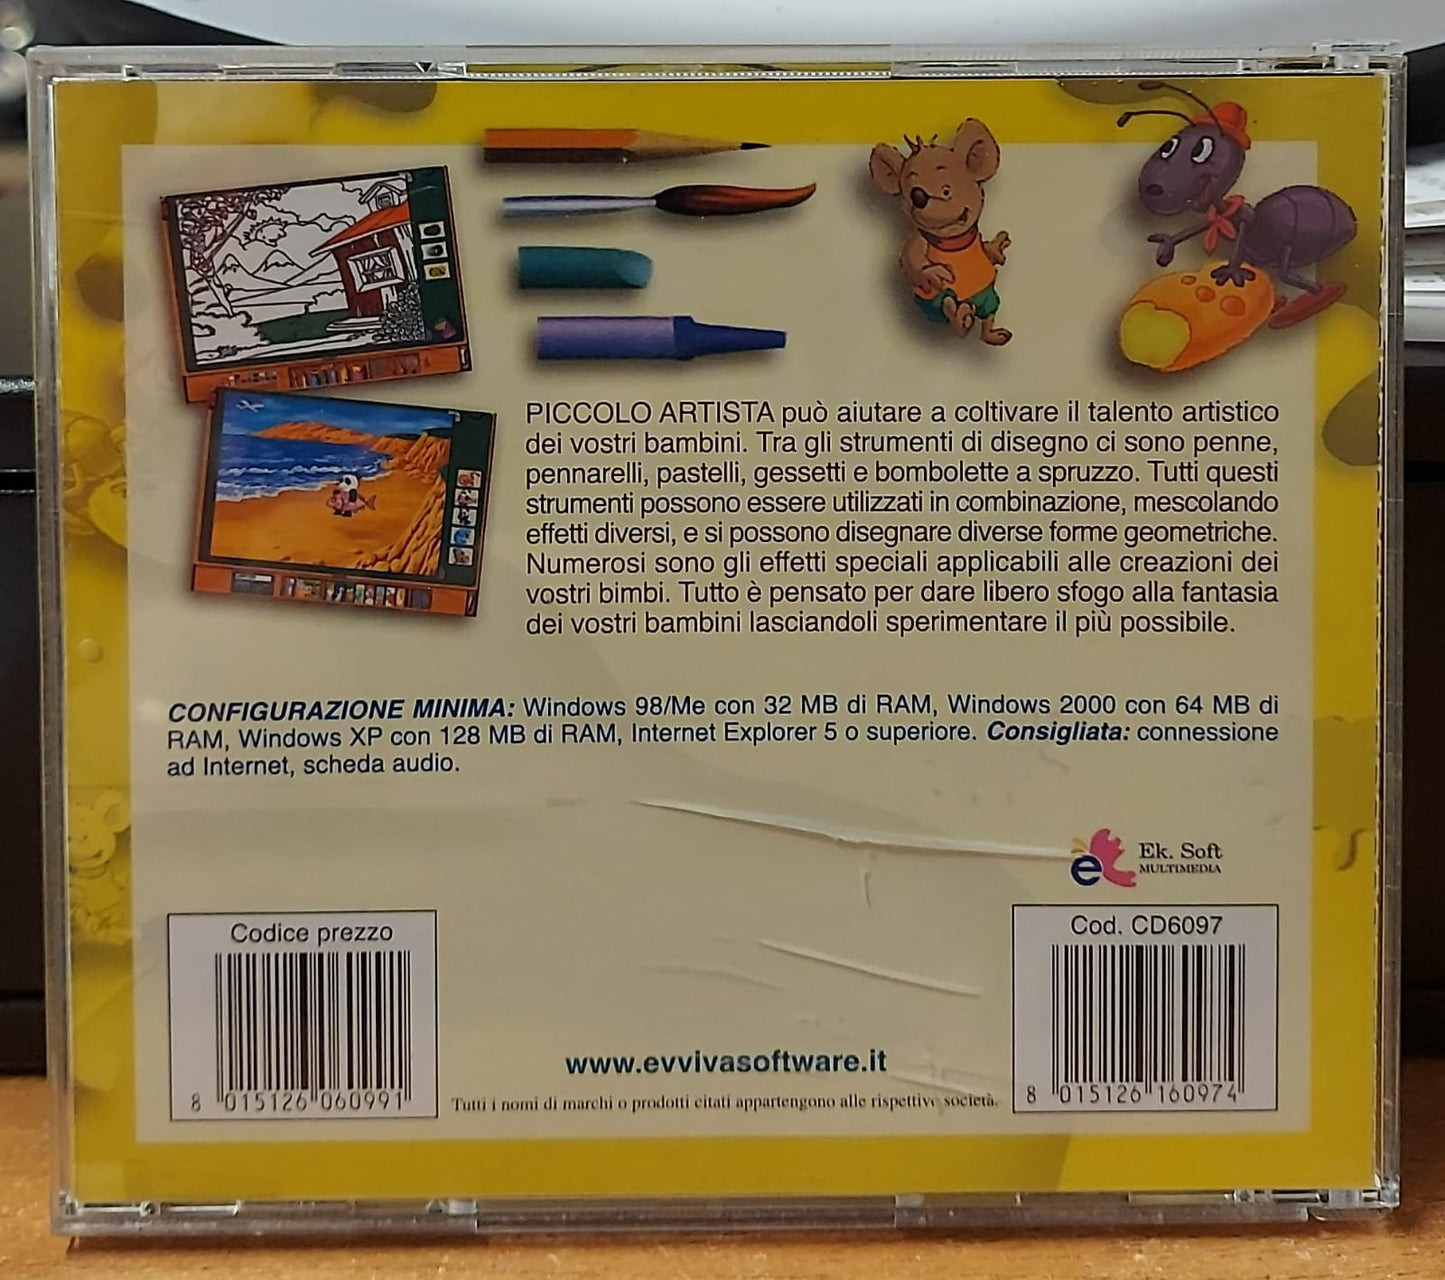 PICCOLO ARTISTA può aiutare a coltivare il talento artistico
dei vostri bambini. Tra gli strumenti di disegno ci sono penne,
pennarelli, pastelli, gessetti e bombolette a spruzzo. Tutti questi
strumenti possono essere utilizzati in combinazione, mescolando
effetti diversi, e si possono disegnare diverse forme geometriche.
Numerosi sono gli effetti speciali applicabili alle creazioni dei
vostri bimbi. Tutto è pensato per dare libero sfogo alla fantasia
dei vostri bambini lasciandoli sperimentare il più possibile.
CONFIGURAZIONE MINIMA: Windows 98/Me con 32 MB di RAM, Windows 2000 con 64 MB di
RAM, Windows XP con 128 MB di RAM, Internet Explorer 5 o superiore. Consigliata: connessione
ad Internet, scheda audio.
e Ek. Soft
MULTIMEDIA
Codice prezzo
8 015126 060991
Cod. CD6097
8 015126 160974
www.evvivasoftware.it
Tutti i nomi di marchi o prodotti citati appartengono alle rispettive società.